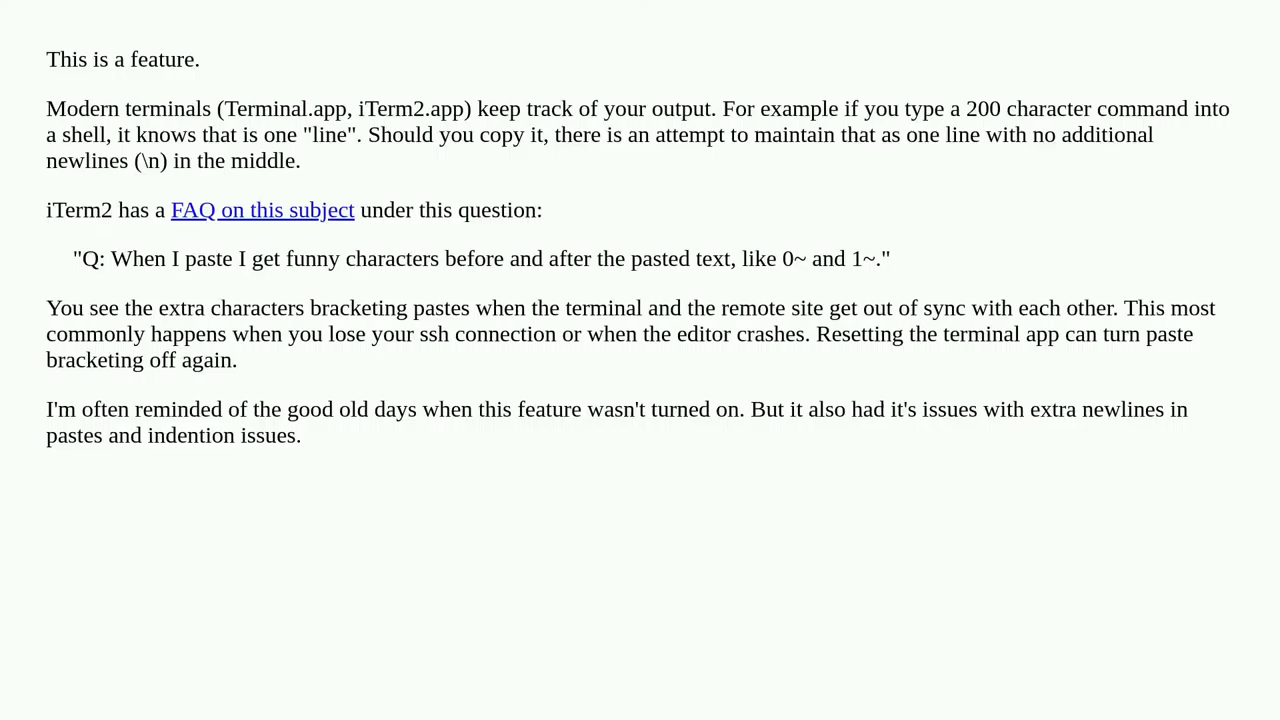 This is a feature.
Modern terminals (Terminal.app, iTerm2.app) keep track of your output. For example if you type a 200 character command into
a shell, it knows that is one "line". Should you copy it, there is an attempt to maintain that as one line with no additional
newlines (\n) in the middle.
iTerm2 has a FAQ on this subject under this question:
"Q: When I paste I get funny characters before and after the pasted text, like 0~ and 1~."
You see the extra characters bracketing pastes when the terminal and the remote site get out of sync with each other. This most
commonly happens when you lose your ssh connection or when the editor crashes. Resetting the terminal app can turn paste
bracketing off again.
I'm often reminded of the good old days when this feature wasn't turned on. But it also had it's issues with extra newlines in
pastes and indention issues.